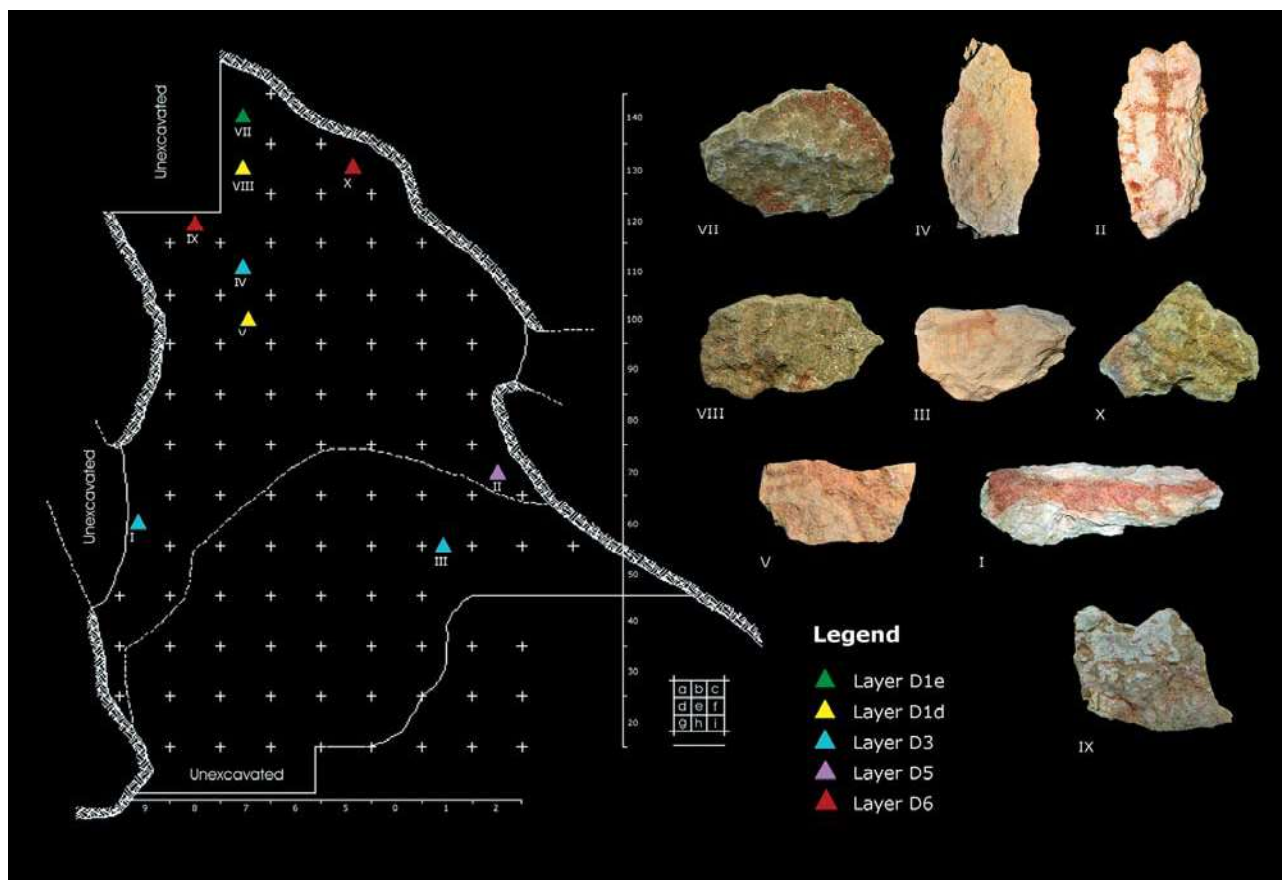 Unexcavated
VII
VIII
X
IX
IV
V
II
I
III
Unexcavated
Unexcavated
140
130
120
110
100
95
90
80
70
60
50
40
30
20
9 8 7 6 5 0 1 2
a b c
d e f
g h i
VII
IV
II
VIII
III
X
V
I
IX
Legend
Layer D1e
Layer D1d
Layer D3
Layer D5
Layer D6